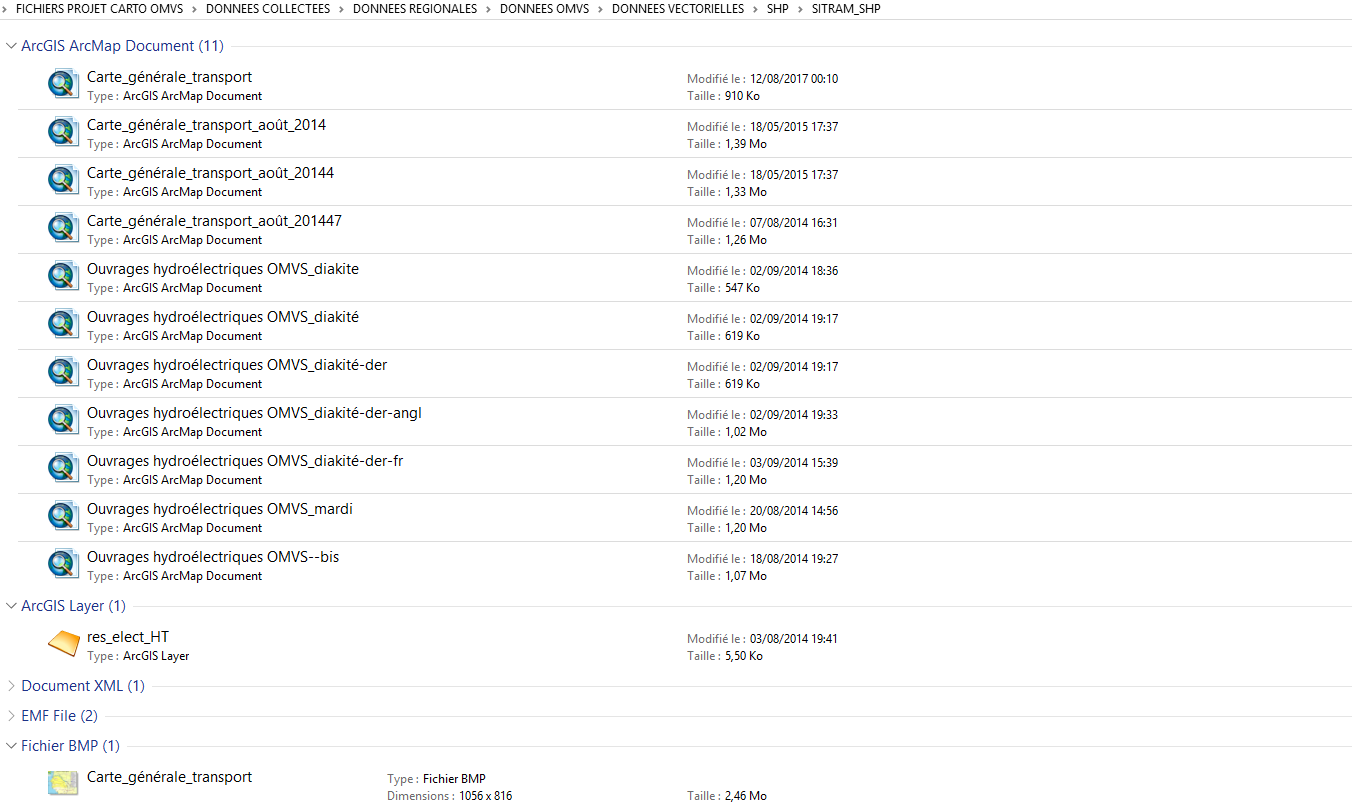 FICHIERS PROJET CARTO OMVS > DONNEES COLLECTEES > DONNEES REGIONALES > DONNEES OMVS > DONNEES VECTORIELLES > SHP > SITRAM_SHP
ArcGIS ArcMap Document (11)
Carte_générale_transport Modifié le : 12/08/2017 00:10
Type : ArcGIS ArcMap Document Taille : 910 Ko
Carte_générale_transport_août_2014 Modifié le : 18/05/2015 17:37
Type : ArcGIS ArcMap Document Taille : 1,39 Mo
Carte_générale_transport_août_20144 Modifié le : 18/05/2015 17:37
Type : ArcGIS ArcMap Document Taille : 1,33 Mo
Carte_générale_transport_août_201447 Modifié le : 07/08/2014 16:31
Type : ArcGIS ArcMap Document Taille : 1,26 Mo
Ouvrages hydroélectriques OMVS_diakite Modifié le : 02/09/2014 18:36
Type : ArcGIS ArcMap Document Taille : 547 Ko
Ouvrages hydroélectriques OMVS_diakité Modifié le : 02/09/2014 19:17
Type : ArcGIS ArcMap Document Taille : 619 Ko
Ouvrages hydroélectriques OMVS_diakité-der Modifié le : 02/09/2014 19:17
Type : ArcGIS ArcMap Document Taille : 619 Ko
Ouvrages hydroélectriques OMVS_diakité-der-angl Modifié le : 02/09/2014 19:33
Type : ArcGIS ArcMap Document Taille : 1,02 Mo
Ouvrages hydroélectriques OMVS_diakité-der-fr Modifié le : 03/09/2014 15:39
Type : ArcGIS ArcMap Document Taille : 1,20 Mo
Ouvrages hydroélectriques OMVS_mardi Modifié le : 20/08/2014 14:56
Type : ArcGIS ArcMap Document Taille : 1,20 Mo
Ouvrages hydroélectriques OMVS--bis Modifié le : 18/08/2014 19:27
Type : ArcGIS ArcMap Document Taille : 1,07 Mo
ArcGIS Layer (1)
res_elect_HT Modifié le : 03/08/2014 19:41
Type : ArcGIS Layer Taille : 5,50 Ko
Document XML (1)
EMF File (2)
Fichier BMP (1)
Carte_générale_transport Type : Fichier BMP
Dimensions : 1056 x 816 Taille : 2,46 Mo